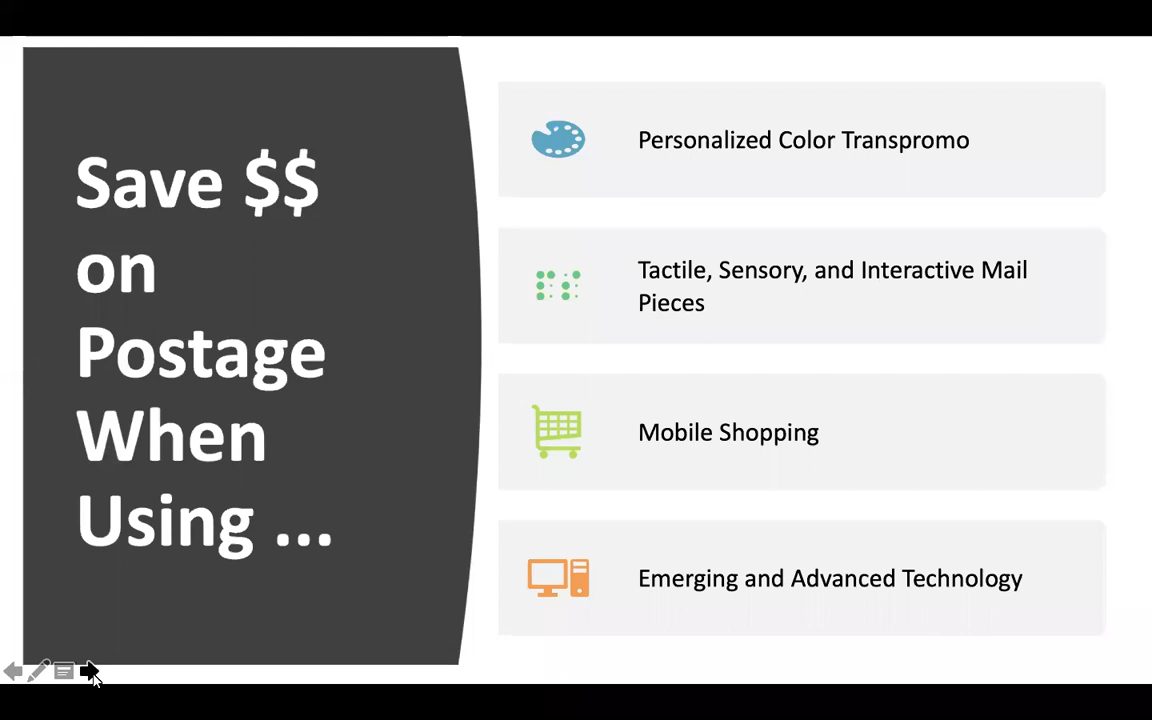 Save $$
on
Postage
When
Using ...
Personalized Color Transpromo
Tactile, Sensory, and Interactive Mail
Pieces
Mobile Shopping
Emerging and Advanced Technology